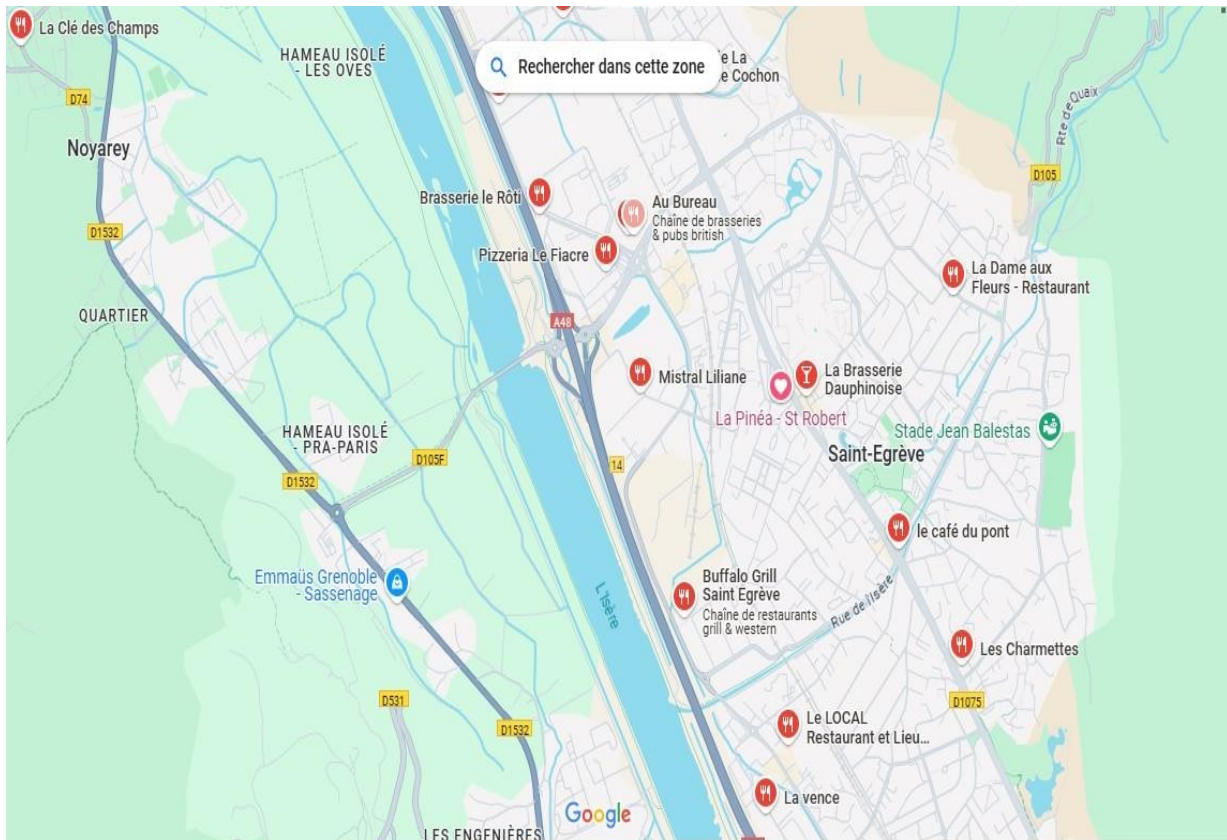 La Clé des Champs
HAMEAU ISOLÉ
- LES OVES
Rechercher dans cette zone
e La
e Cochon
D74
Noyarey
Rte de Quaix
D105
Brasserie le Rôti
Au Bureau
Chaîne de brasseries
& pubs british
D1532
Pizzeria Le Fiacre
La Dame aux
Fleurs - Restaurant
QUARTIER
A48
Mistral Liliane
La Brasserie
Dauphinoise
La Pinéa - St Robert
Stade Jean Balestas
HAMEAU ISOLÉ
- PRA-PARIS
Saint-Egrève
D105F
14
D1532
le café du pont
Emmaüs Grenoble
- Sassenage
L'Isère
Buffalo Grill
Saint Egrève
Chaîne de restaurants
grill & western
Rue de l'Isère
Les Charmettes
D531
D1075
D1532
Le LOCAL
Restaurant et Lieu...
La vence
Google
LES ENGENIÈRES